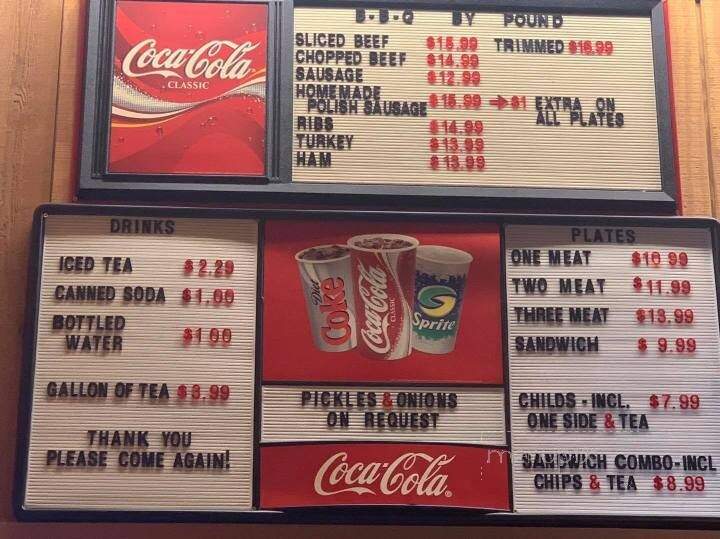 Coca-Cola
CLASSIC
B-B-Q BY POUND
SLICED BEEF $15.99 TRIMMED $16.99
CHOPPED BEEF $14.99
SAUSAGE $12.99
HOMEMADE
POLISH SAUSAGE $15.99 → $1 EXTRA ON
ALL PLATES
RIBS $14.99
TURKEY $13.99
HAM $13.99
DRINKS
ICED TEA $2.29
CANNED SODA $1.00
BOTTLED
WATER $1 00
GALLON OF TEA $3.99
THANK YOU
PLEASE COME AGAIN!
Diet Coke
Coca-Cola
CLASSIC
Sprite
PICKLES & ONIONS
ON REQUEST
Coca-Cola®
PLATES
ONE MEAT $10 99
TWO MEAT $11.99
THREE MEAT $13.99
SANDWICH $ 9.99
CHILDS - INCL. $7.99
ONE SIDE & TEA
SANDWICH COMBO-INCL
CHIPS & TEA $8.99